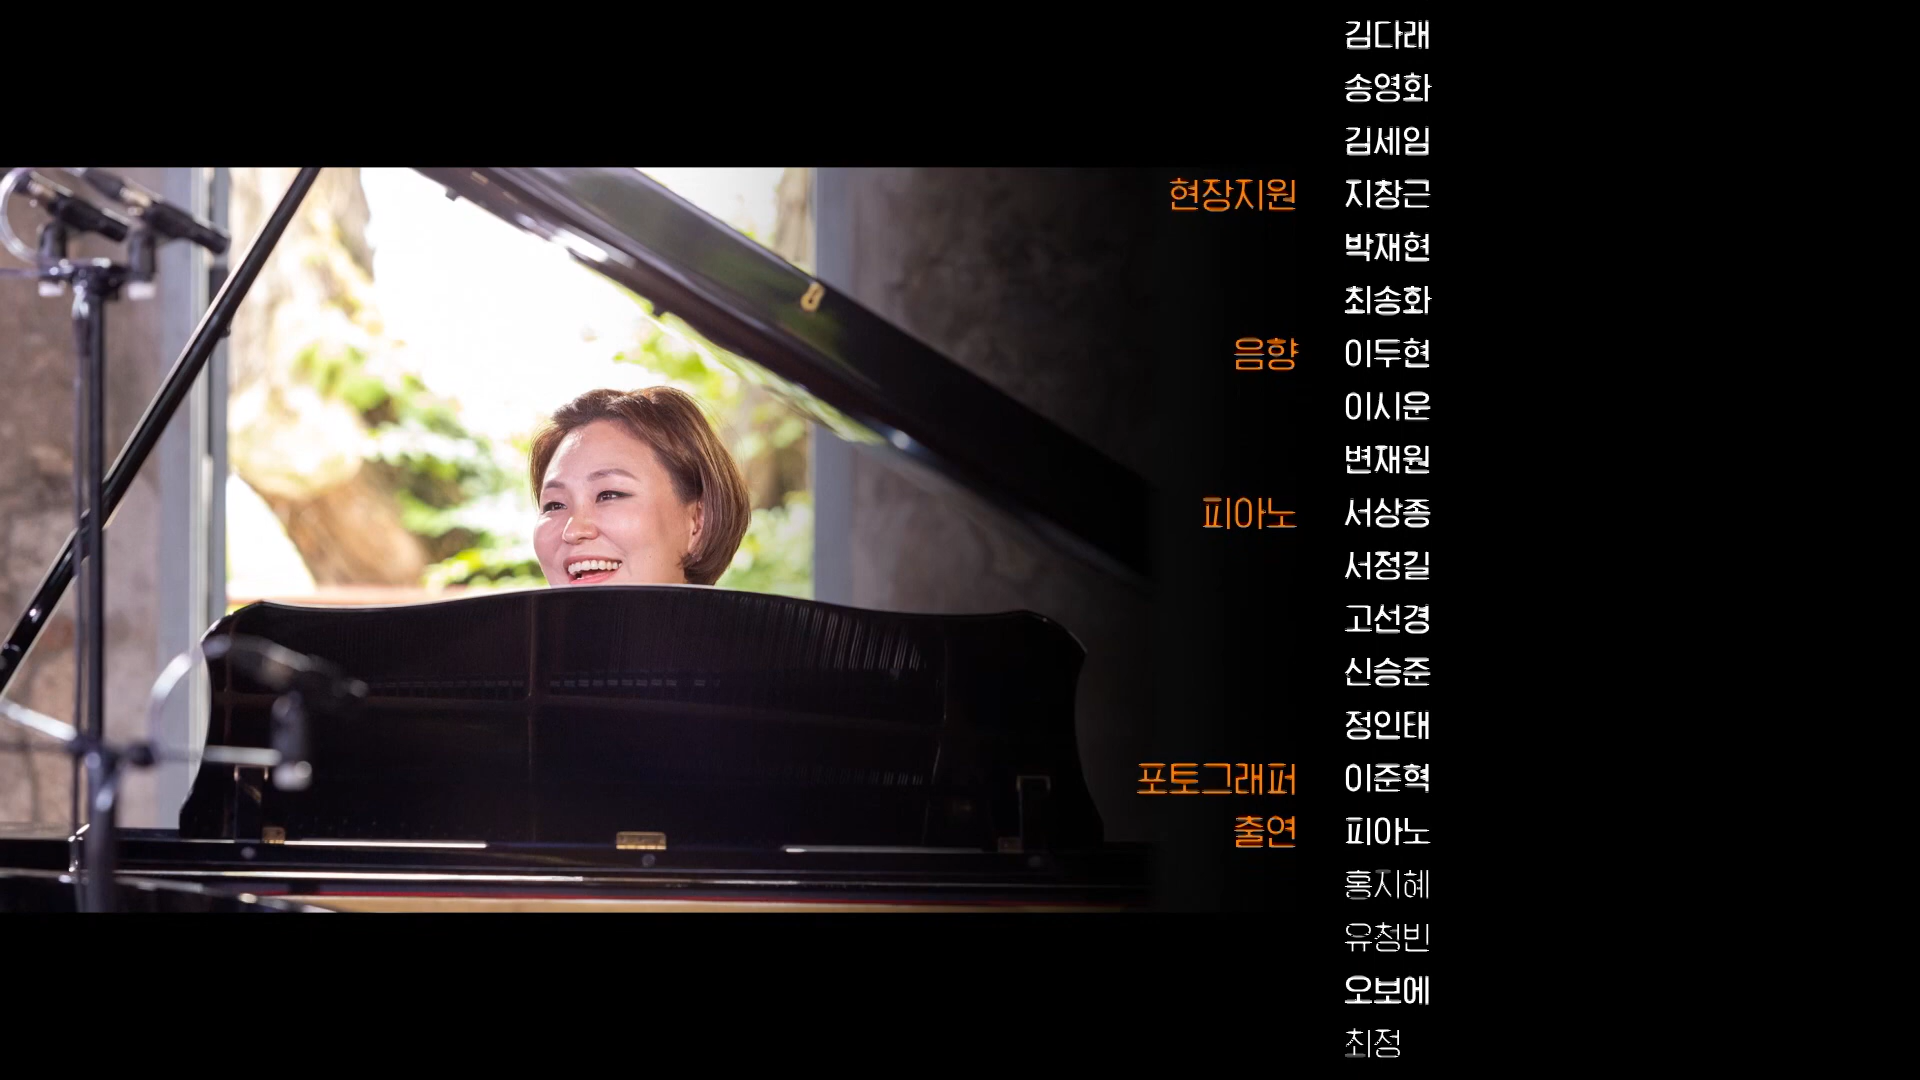 김다래
송영화
김세임
현장지원 지창근
박재현
최송화
음향 이두현
이시운
변재원
피아노 서상종
서정길
고선경
신승준
정인태
포토그래퍼 이준혁
출연 피아노
홍지혜
유청빈
오보에
최정